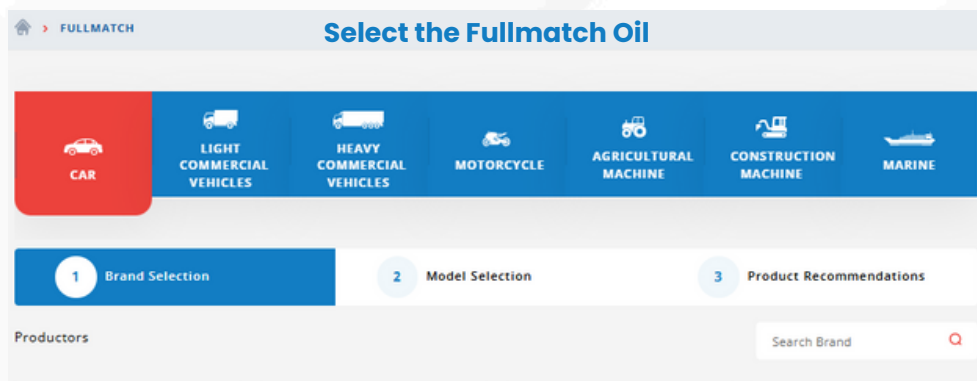 > FULLMATCH
Select the Fullmatch Oil
CAR
LIGHT
COMMERCIAL
VEHICLES
HEAVY
COMMERCIAL
VEHICLES
MOTORCYCLE
AGRICULTURAL
MACHINE
CONSTRUCTION
MACHINE
MARINE
1 Brand Selection
2 Model Selection
3 Product Recommendations
Productors
Search Brand